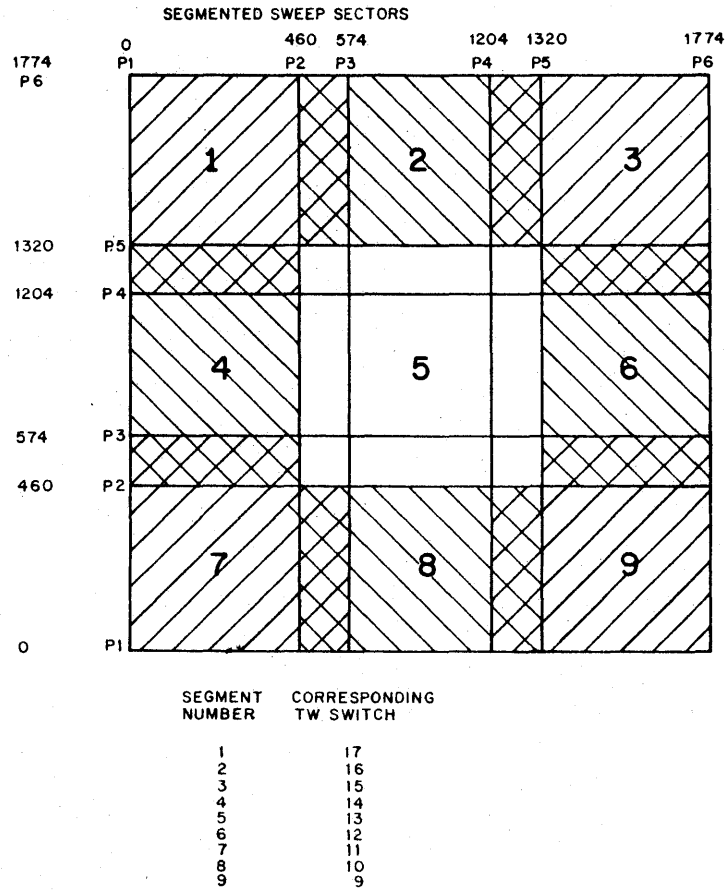 SEGMENTED SWEEP SECTORS
0 460 574 1204 1320 1774
P1 P2 P3 P4 P5 P6
1774
P6
1 2 3
1320 P5
1204 P4
4 5 6
574 P3
460 P2
7 8 9
0 P1
SEGMENT CORRESPONDING
NUMBER TW SWITCH
1 17
2 16
3 15
4 14
5 13
6 12
7 11
8 10
9 9